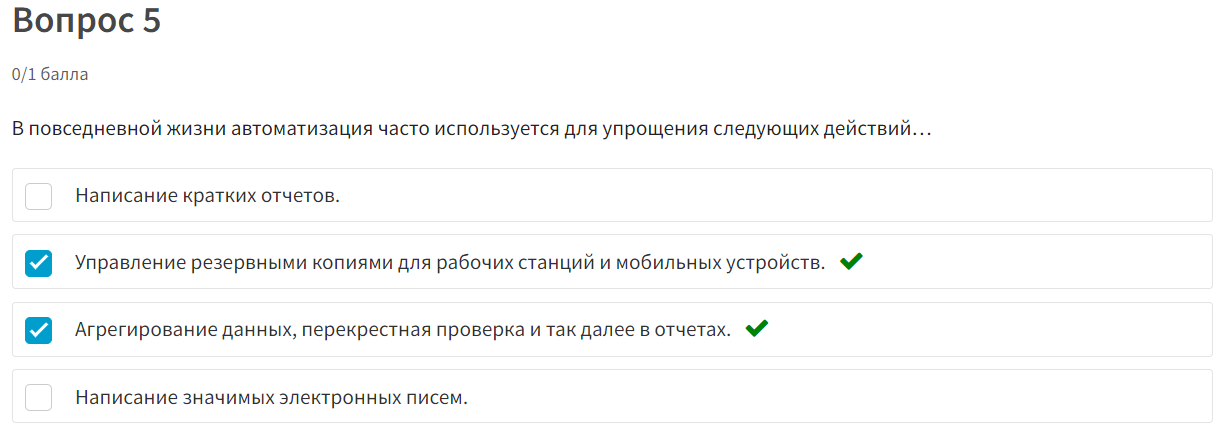 Вопрос 5
0/1 балла
В повседневной жизни автоматизация часто используется для упрощения следующих действий…
Написание кратких отчетов.
Управление резервными копиями для рабочих станций и мобильных устройств.
Агрегирование данных, перекрестная проверка и так далее в отчетах.
Написание значимых электронных писем.